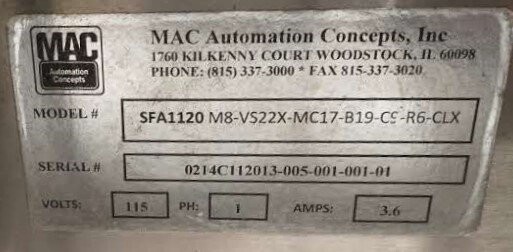 MAC Automation Concepts, Inc
1760 KILKENNY COURT WOODSTOCK, IL 60098
PHONE: (815) 337-3000 * FAX 815-337-3020
MAC
Automation
Concepts
MODEL # SFA1120 M8-VS22X-MC17-B19-CS-R6-CLX
SERIAL # 0214C112013-005-001-001-01
VOLTS: 115 PH: 1 AMPS: 3.6